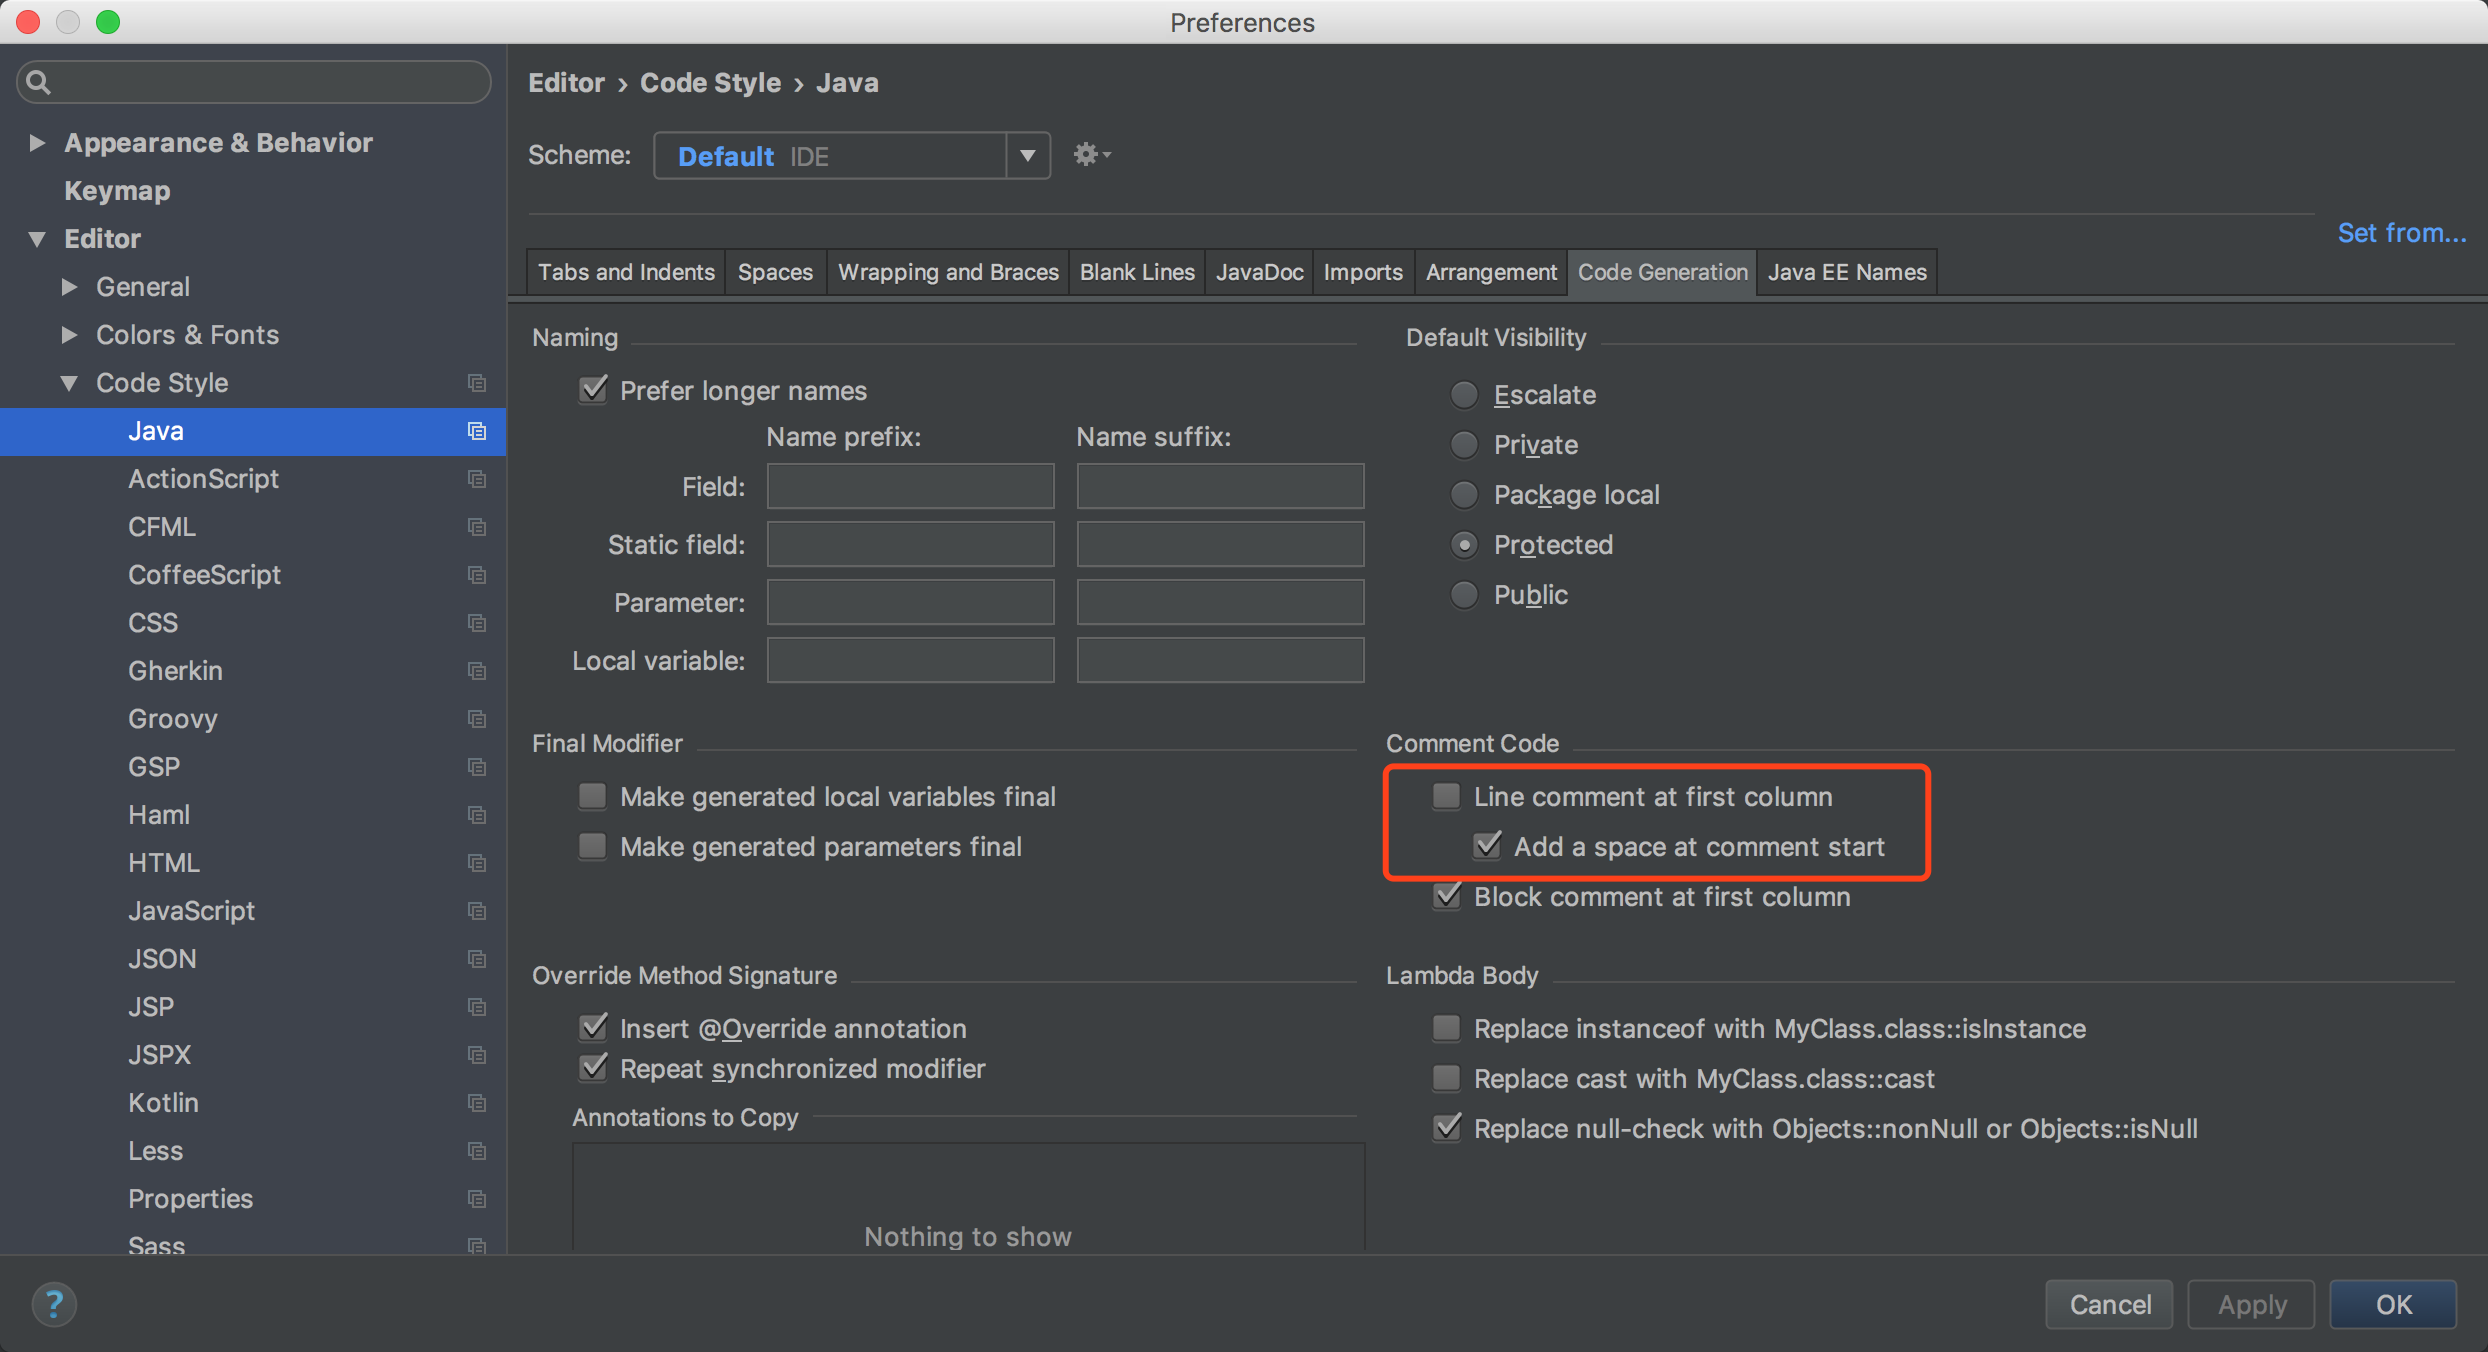 Preferences
Appearance & Behavior
Keymap
Editor
General
Colors & Fonts
Code Style
Java
ActionScript
CFML
CoffeeScript
CSS
Gherkin
Groovy
GSP
Haml
HTML
JavaScript
JSON
JSP
JSPX
Kotlin
Less
Properties
Sass
Editor › Code Style › Java
Scheme: Default IDE
Set from...
Tabs and Indents Spaces Wrapping and Braces Blank Lines JavaDoc Imports Arrangement Code Generation Java EE Names
Naming
Prefer longer names
Name prefix: Name suffix:
Field:
Static field:
Parameter:
Local variable:
Default Visibility
Escalate
Private
Package local
Protected
Public
Final Modifier
Make generated local variables final
Make generated parameters final
Comment Code
Line comment at first column
Add a space at comment start
Block comment at first column
Override Method Signature
Insert @Override annotation
Repeat synchronized modifier
Annotations to Copy
Nothing to show
Lambda Body
Replace instanceof with MyClass.class::isInstance
Replace cast with MyClass.class::cast
Replace null-check with Objects::nonNull or Objects::isNull
?
Cancel Apply OK